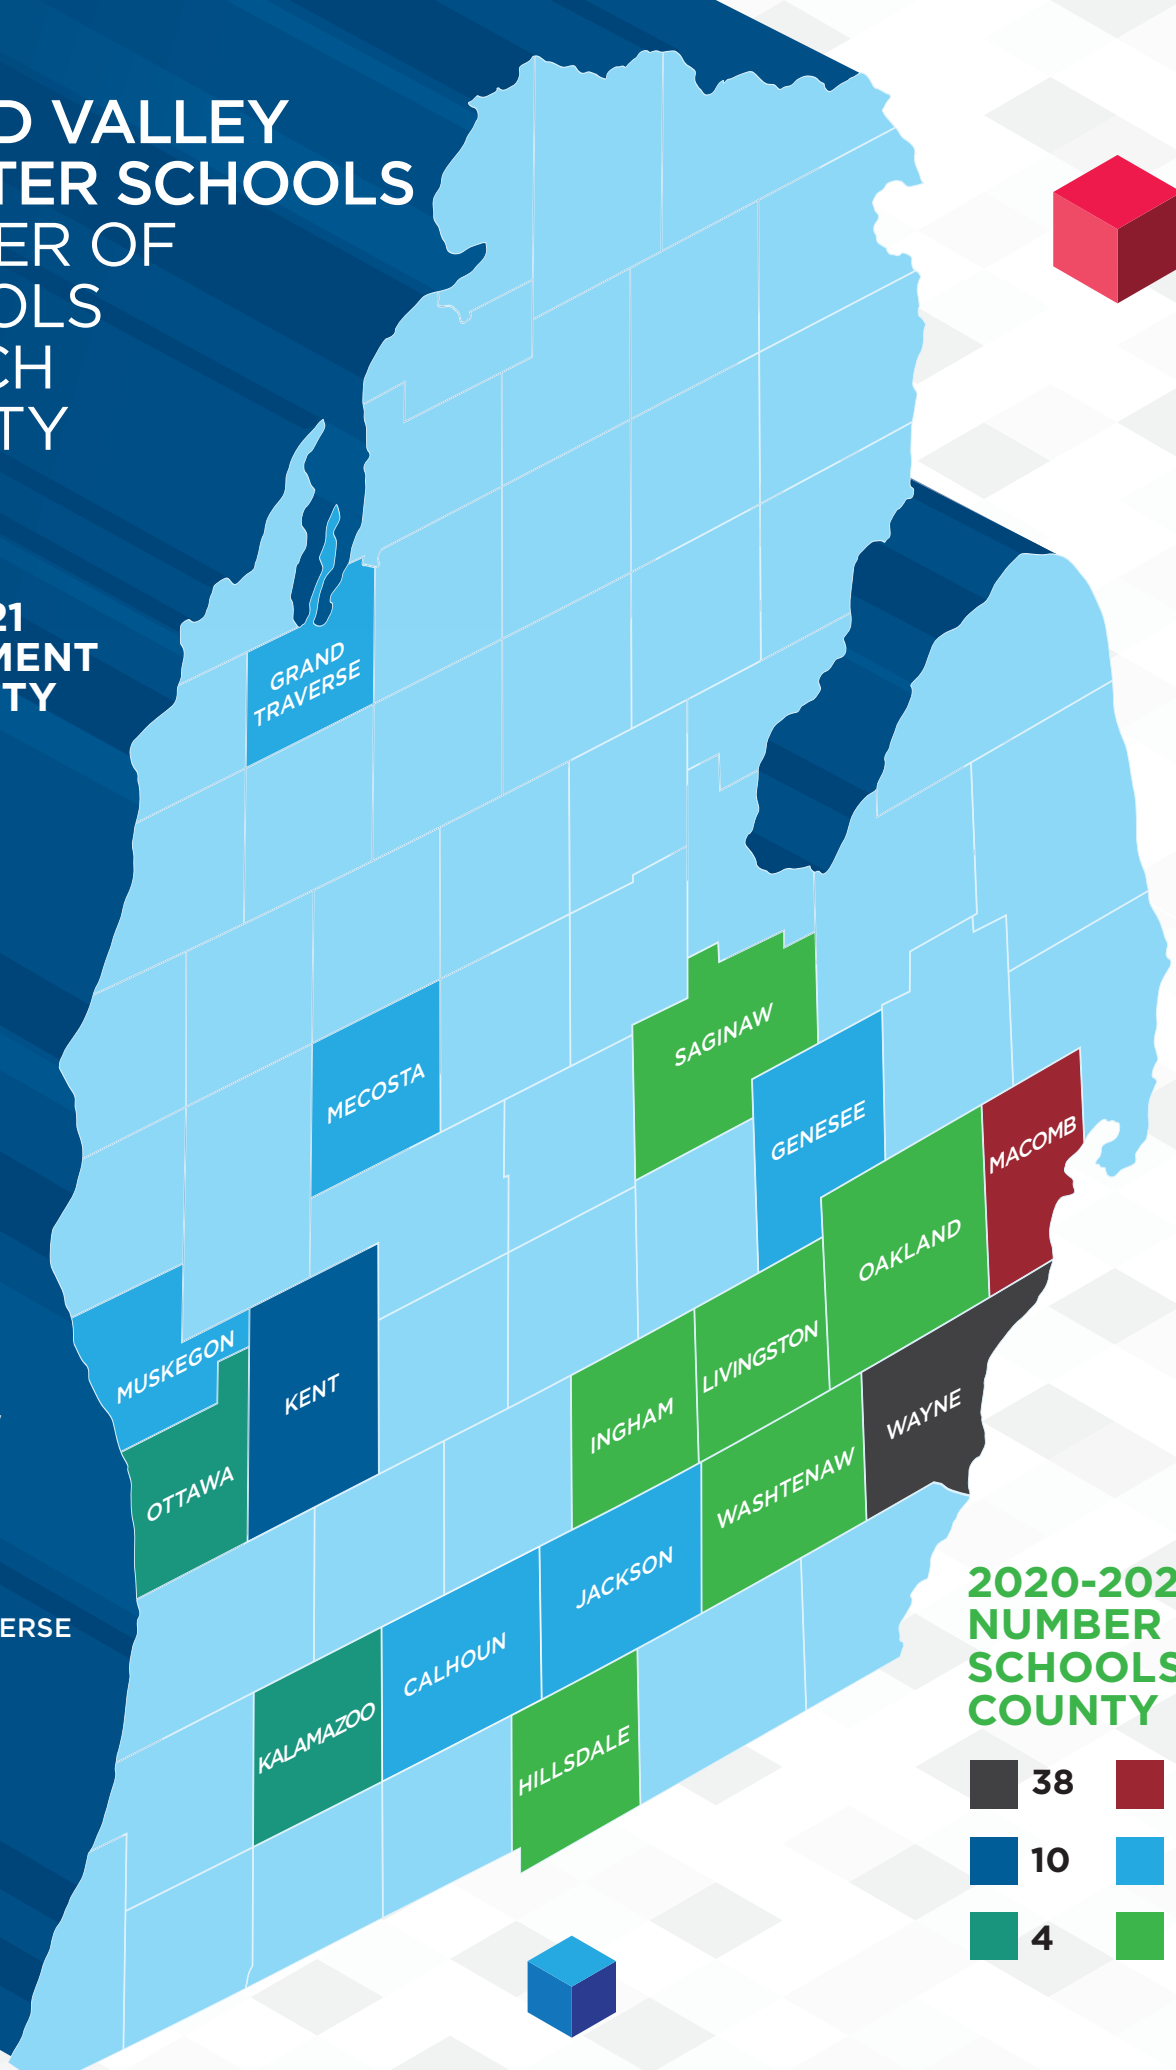 D VALLEY
TER SCHOOLS
ER OF
OLS
CH
TY
21
MENT
TY
GRAND
TRAVERSE
MECOSTA
SAGINAW
GENESEE
MACOMB
OAKLAND
MUSKEGON
KENT
LIVINGSTON
INGHAM
WAYNE
OTTAWA
WASHTENAW
JACKSON
CALHOUN
ERSE
KALAMAZOO
HILLSDALE
2020-202
NUMBER
SCHOOLS
COUNTY
38
10
4